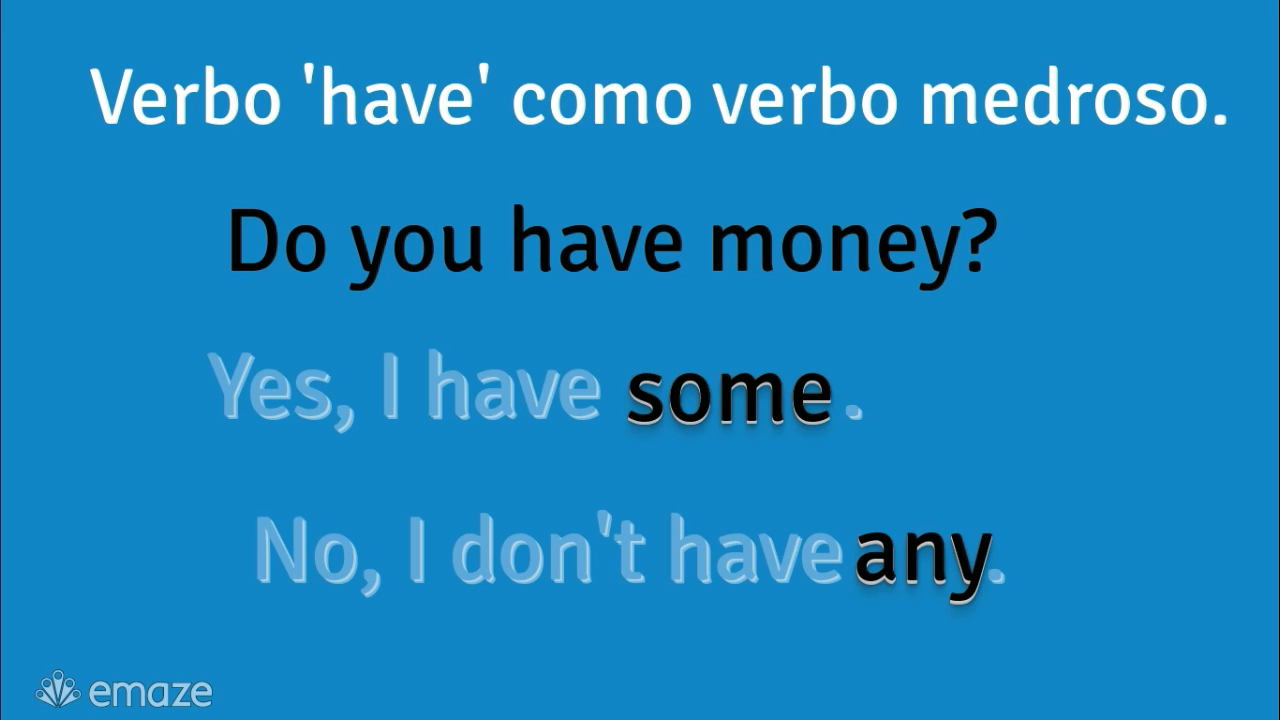 Verbo 'have' como verbo medroso.
Do you have money?
Yes, I have some.
No, I don't have any.
emaze